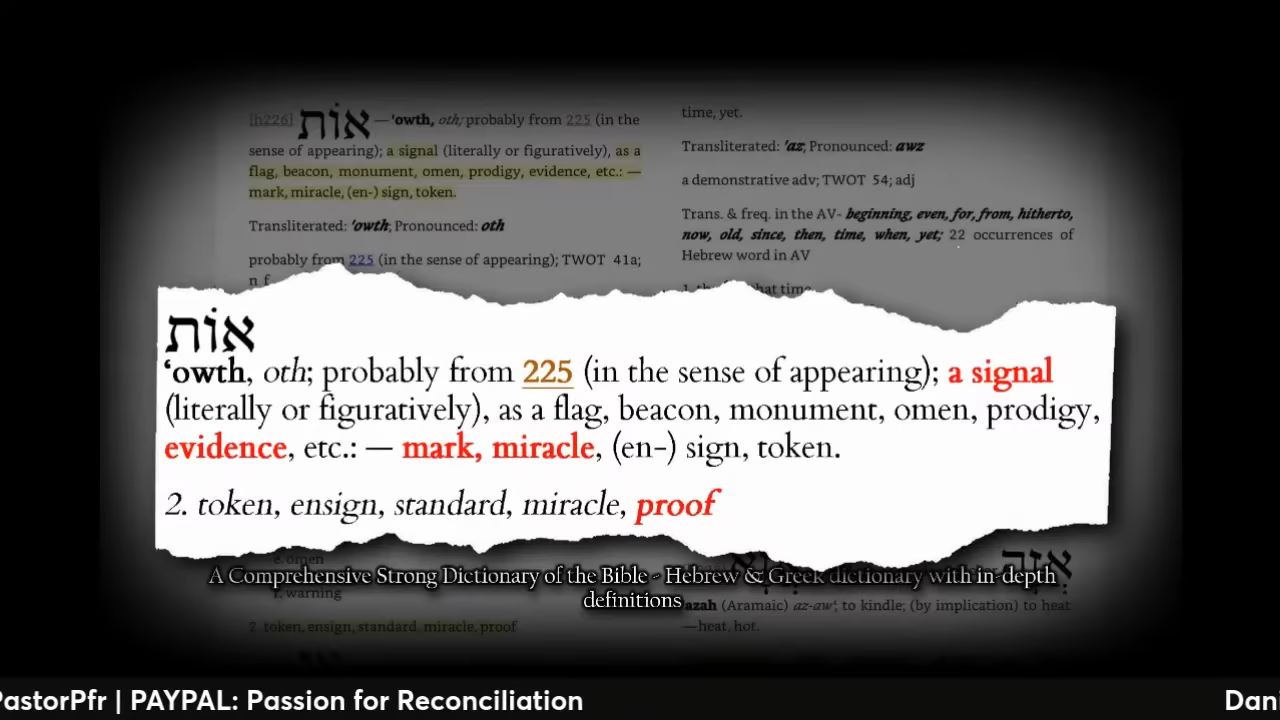 [h226] אוֹת — 'owth, oth; probably from 225 (in the
sense of appearing); a signal (literally or figuratively), as a
flag, beacon, monument, omen, prodigy, evidence, etc.: —
mark, miracle, (en-) sign, token.
Transliterated: 'owth; Pronounced: oth
probably from 225 (in the sense of appearing); TWOT 41a;
n f
time, yet.
Transliterated: 'az; Pronounced: awz
a demonstrative adv; TWOT 54; adj
Trans. & freq. in the AV- beginning, even, for, from, hitherto,
now, old, since, then, time, when, yet; 22 occurrences of
Hebrew word in AV
אוֹת
‘owth, oth; probably from 225 (in the sense of appearing); a signal
(literally or figuratively), as a flag, beacon, monument, omen, prodigy,
evidence, etc.: — mark, miracle, (en-) sign, token.
2. token, ensign, standard, miracle, proof
e. omen
A Comprehensive Strong Dictionary of the Bible - Hebrew & Greek dictionary with in-depth
definitions
f. warning
2 token, ensign, standard, miracle, proof
azah (Aramaic) az-aw'; to kindle; (by implication) to heat
—heat, hot.
PastorPfr | PAYPAL: Passion for Reconciliation